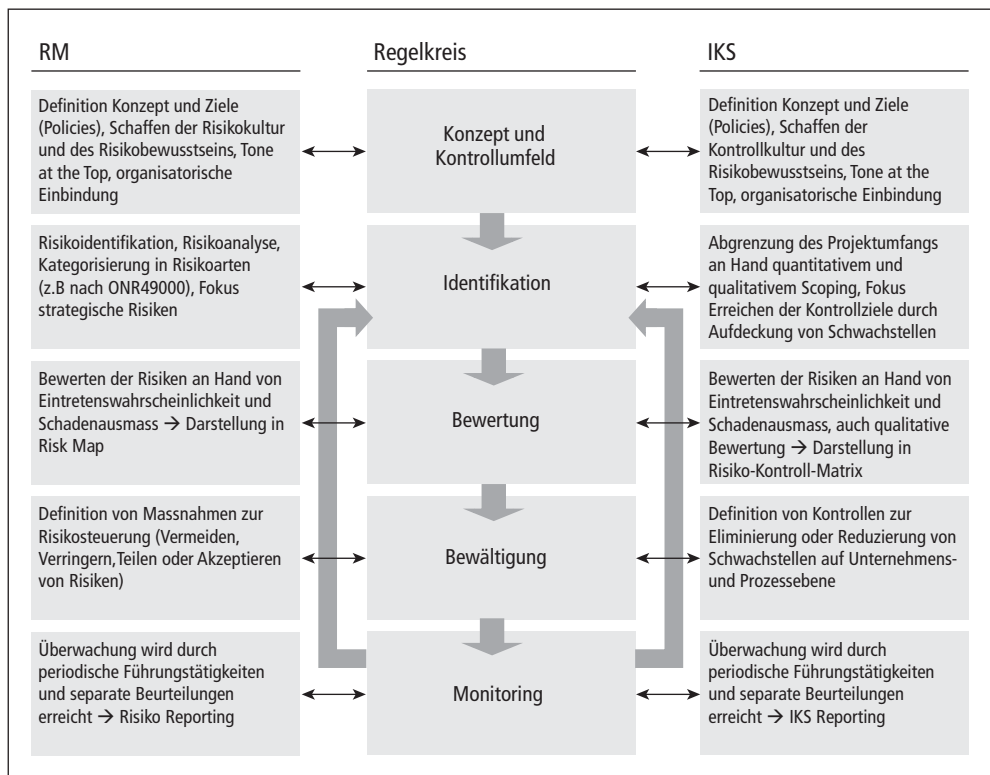 RM
Regelkreis
IKS
Definition Konzept und Ziele
(Policies), Schaffen der Risikokultur
und des Risikobewusstseins, Tone
at the Top, organisatorische
Einbindung
Konzept und
Kontrollumfeld
Definition Konzept und Ziele
(Policies), Schaffen der
Kontrollkultur und des
Risikobewusstseins, Tone at the
Top, organisatorische Einbindung
Risikoidentifikation, Risikoanalyse,
Kategorisierung in Risikoarten
(z.B nach ONR49000), Fokus
strategische Risiken
Identifikation
Abgrenzung des Projektumfangs
an Hand quantitativem und
qualitativem Scoping, Fokus
Erreichen der Kontrollziele durch
Aufdeckung von Schwachstellen
Bewerten der Risiken an Hand von
Eintretenswahrscheinlichkeit und
Schadenausmass → Darstellung in
Risk Map
Bewertung
Bewerten der Risiken an Hand von
Eintretenswahrscheinlichkeit und
Schadenausmass, auch qualitative
Bewertung → Darstellung in
Risiko-Kontroll-Matrix
Definition von Massnahmen zur
Risikosteuerung (Vermeiden,
Verringern,Teilen oder Akzeptieren
von Risiken)
Bewältigung
Definition von Kontrollen zur
Eliminierung oder Reduzierung von
Schwachstellen auf Unternehmens-
und Prozessebene
Überwachung wird durch
periodische Führungstätigkeiten
und separate Beurteilungen
erreicht → Risiko Reporting
Monitoring
Überwachung wird durch
periodische Führungstätigkeiten
und separate Beurteilungen
erreicht → IKS Reporting